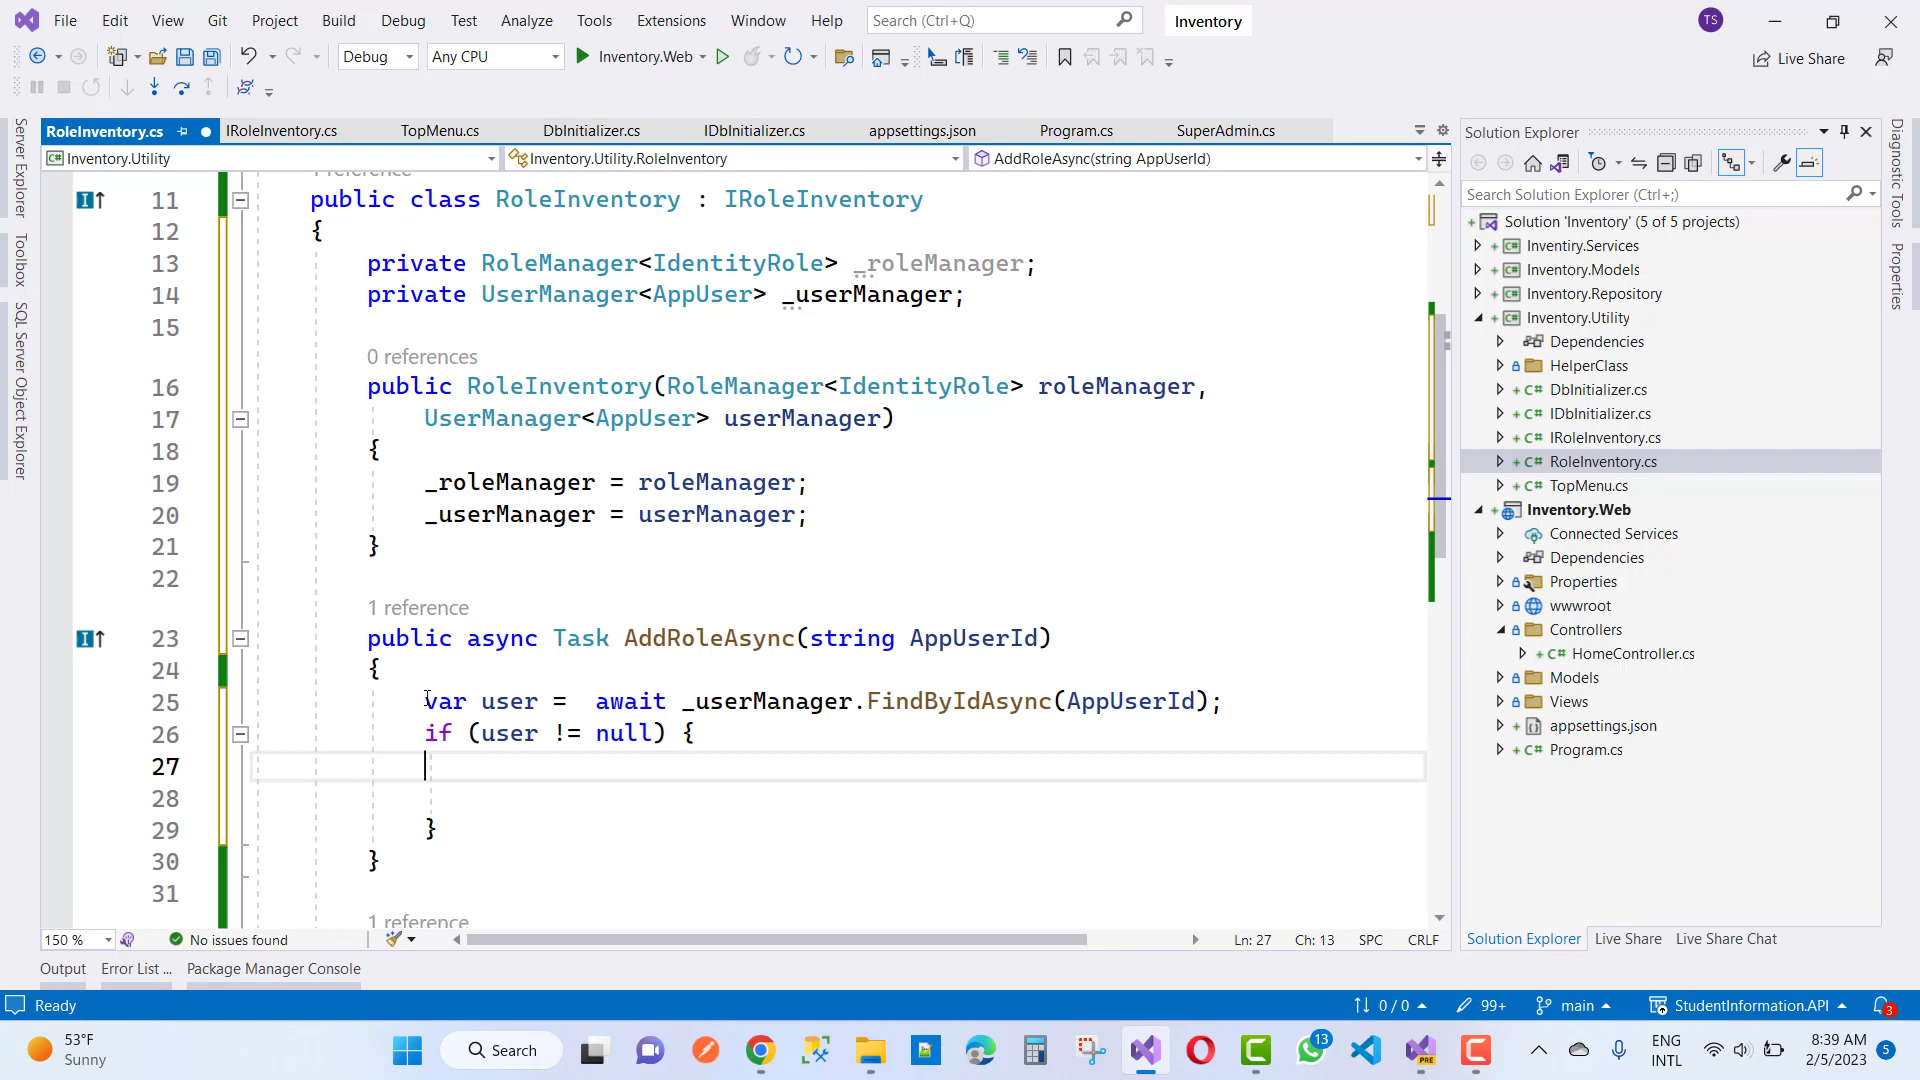 File Edit View Git Project Build Debug Test Analyze Tools Extensions Window Help Search (Ctrl+Q) Inventory TS
Debug Any CPU Inventory.Web Live Share
RoleInventory.cs IRoleInventory.cs TopMenu.cs DbInitializer.cs IDbInitializer.cs appsettings.json Program.cs SuperAdmin.cs
C# Inventory.Utility Inventory.Utility.RoleInventory AddRoleAsync(string AppUserId)
Server Explorer
Toolbox
SQL Server Object Explorer
11 public class RoleInventory : IRoleInventory
12 {
13 private RoleManager<IdentityRole> _roleManager;
14 private UserManager<AppUser> _userManager;
15
0 references
16 public RoleInventory(RoleManager<IdentityRole> roleManager,
17 UserManager<AppUser> userManager)
18 {
19 _roleManager = roleManager;
20 _userManager = userManager;
21 }
22
1 reference
23 public async Task AddRoleAsync(string AppUserId)
24 {
25 var user =  await _userManager.FindByIdAsync(AppUserId);
26 if (user != null) {
27
28
29 }
30 }
31
1 reference
150 % No issues found Ln: 27 Ch: 13 SPC CRLF
Output Error List ... Package Manager Console
Solution Explorer
Search Solution Explorer (Ctrl+;)
Solution 'Inventory' (5 of 5 projects)
C# Inventiry.Services
C# Inventory.Models
C# Inventory.Repository
C# Inventory.Utility
Dependencies
HelperClass
C# DbInitializer.cs
C# IDbInitializer.cs
C# IRoleInventory.cs
C# RoleInventory.cs
C# TopMenu.cs
Inventory.Web
Connected Services
Dependencies
Properties
wwwroot
Controllers
C# HomeController.cs
Models
Views
appsettings.json
C# Program.cs
Solution Explorer Live Share Live Share Chat
Diagnostic Tools
Properties
Ready 0 / 0 99+ main StudentInformation.API 3
53°F
Sunny
Search 13 PRE ENG
INTL 8:39 AM
2/5/2023 5